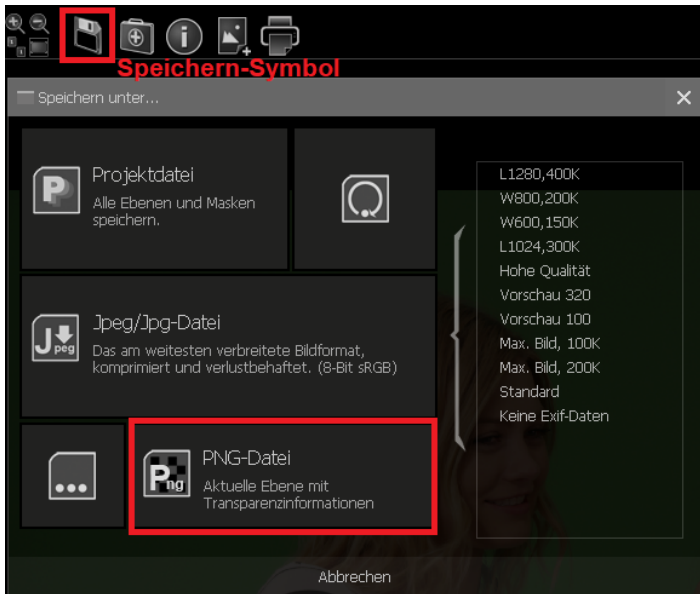 Speichern-Symbol
Speichern unter...
Projektdatei
Alle Ebenen und Masken
speichern.
Jpeg/Jpg-Datei
Das am weitesten verbreitete Bildformat,
komprimiert und verlustbehaftet. (8-Bit sRGB)
Jpeg
PNG-Datei
Aktuelle Ebene mit
Transparenzinformationen
Png
L1280,400K
W800,200K
W600,150K
L1024,300K
Hohe Qualität
Vorschau 320
Vorschau 100
Max. Bild, 100K
Max. Bild, 200K
Standard
Keine Exif-Daten
Abbrechen